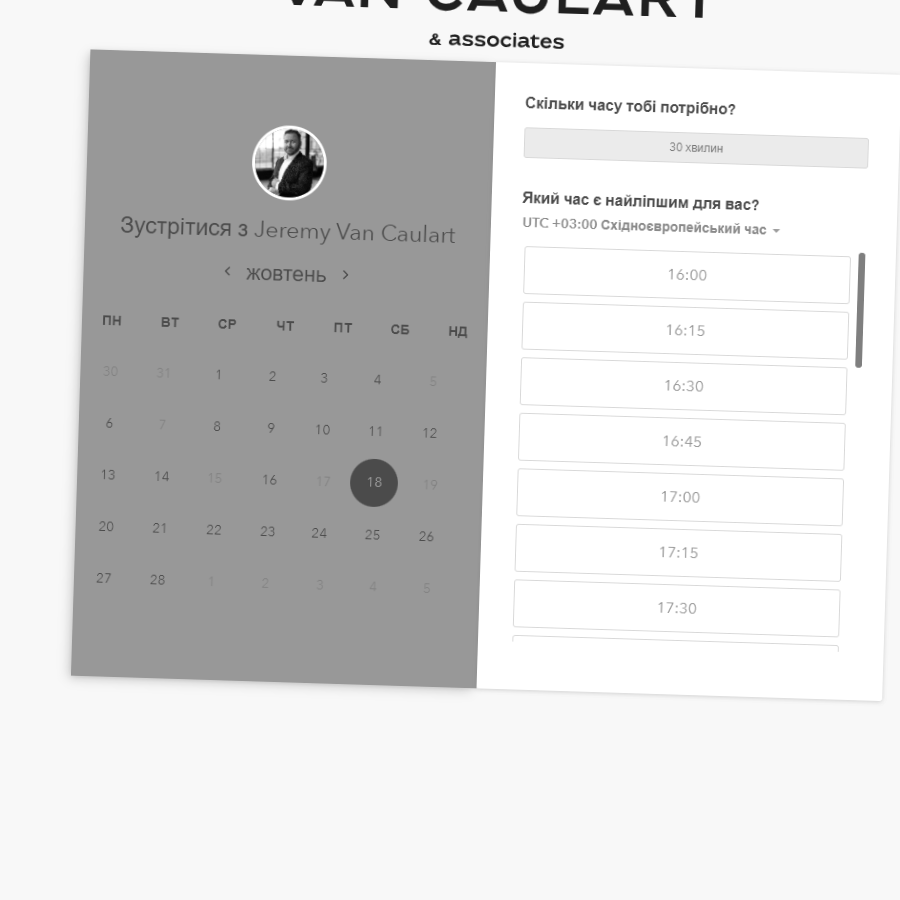 VAN CAULART
& associates
Зустрітися з Jeremy Van Caulart
‹ жовтень ›
ПН ВТ СР ЧТ ПТ СБ НД
30 31 1 2 3 4 5
6 7 8 9 10 11 12
13 14 15 16 17 18 19
20 21 22 23 24 25 26
27 28 1 2 3 4 5
Скільки часу тобі потрібно?
30 хвилин
Який час є найліпшим для вас?
UTC +03:00 Східноєвропейський час
16:00
16:15
16:30
16:45
17:00
17:15
17:30